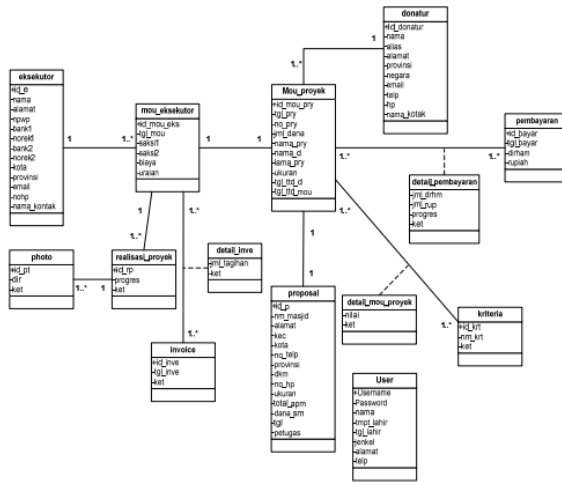 donatur
+id_donatur
nama
alias
alamat
provinsi
negara
email
telp
hp
nama_kotak
1
1..*
eksekutor
+id_e
nama
alamat
npwp
bank1
norek1
bank2
norek2
kota
provinsi
email
nohp
nama_kontak
1
1..*
mou_eksekutor
+id_mou_eks
tgl_mou
saksi1
saksi2
biaya
uraian
1
1
Mou_proyek
+id_mou_pry
tgl_pry
no_pry
jml_dana
nama_pry
nama_d
lama_pry
ukuran
tgl_ttd_d
tgl_ttd_mou
1..*
1..*
pembayaran
+id_bayar
tgl_bayar
dirham
rupiah
detail_pembayaran
jml_drhm
jml_rup
progres
ket
1
1..*
1..*
1..*
1
1
photo
+id_pt
dir
ket
1..*
1
realisasi_proyek
+id_rp
progres
ket
detail_inve
jml_tagihan
ket
1..*
invoice
+id_inve
tgl_inve
ket
proposal
+id_p
nm_masjid
alamat
kec
kota
no_telp
provinsi
dkm
no_hp
ukuran
total_apm
dana_sm
tgl
petugas
detail_mou_proyek
nilai
ket
1..*
kriteria
+id_krt
nm_krt
ket
User
+Username
Password
nama
tmpt_lahir
tgl_lahir
jenkel
alamat
telp